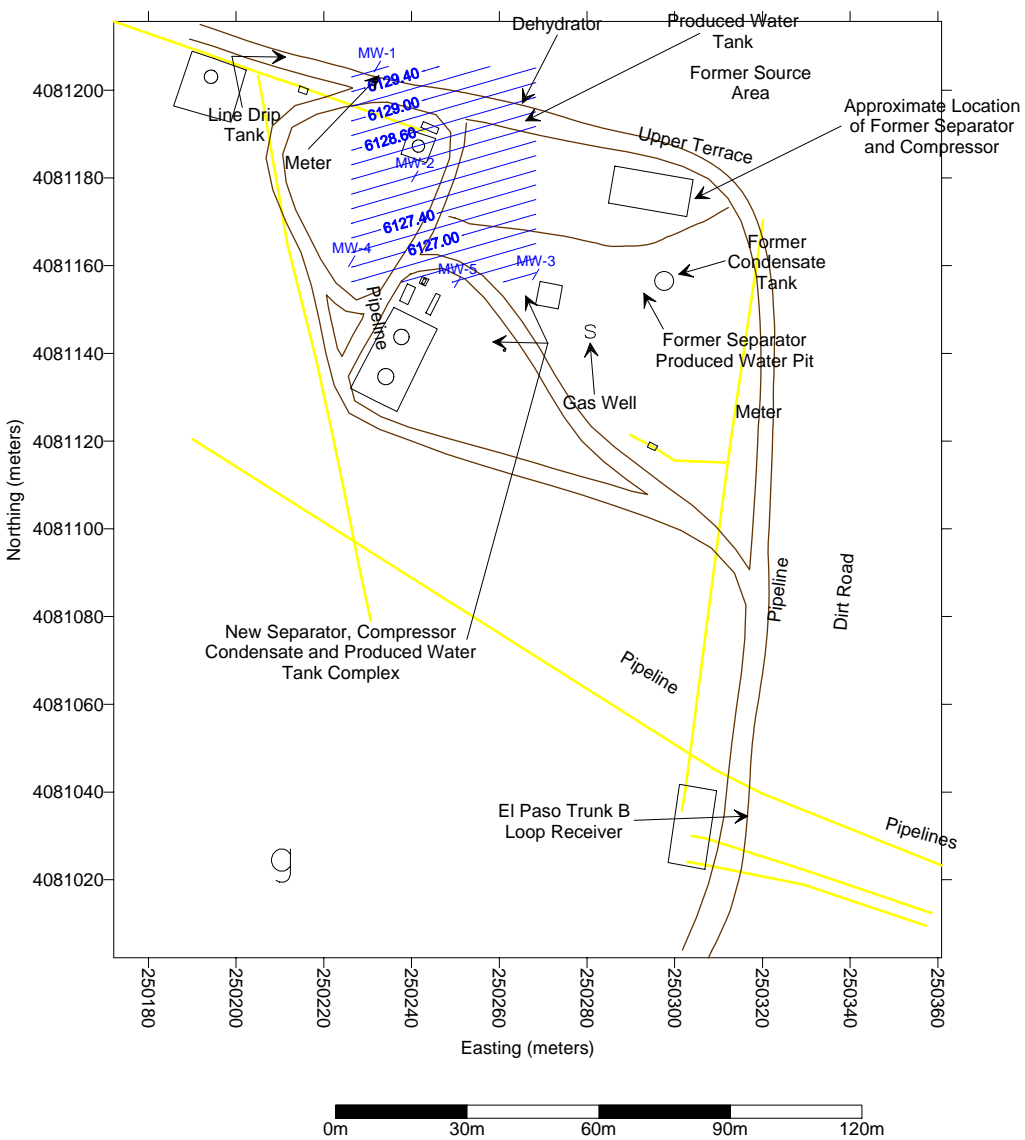 Dehydrator
Produced Water
Tank
MW-1
Former Source
Area
6129.40
Approximate Location
of Former Separator
and Compressor
4081200
6129.00
Line Drip
Tank
6128.60
Upper Terrace
Meter
MW-2
4081180
6127.40
6127.00
MW-4
Former
Condensate
Tank
MW-5
MW-3
4081160
Pipeline
Former Separator
Produced Water Pit
S
4081140
Gas Well
Meter
4081120
Northing (meters)
4081100
Pipeline
Dirt Road
4081080
New Separator, Compressor
Condensate and Produced Water
Tank Complex
Pipeline
4081060
4081040
El Paso Trunk B
Loop Receiver
Pipelines
g
4081020
250180
250200
250220
250240
250260
250280
250300
250320
250340
250360
Easting (meters)
0m
30m
60m
90m
120m